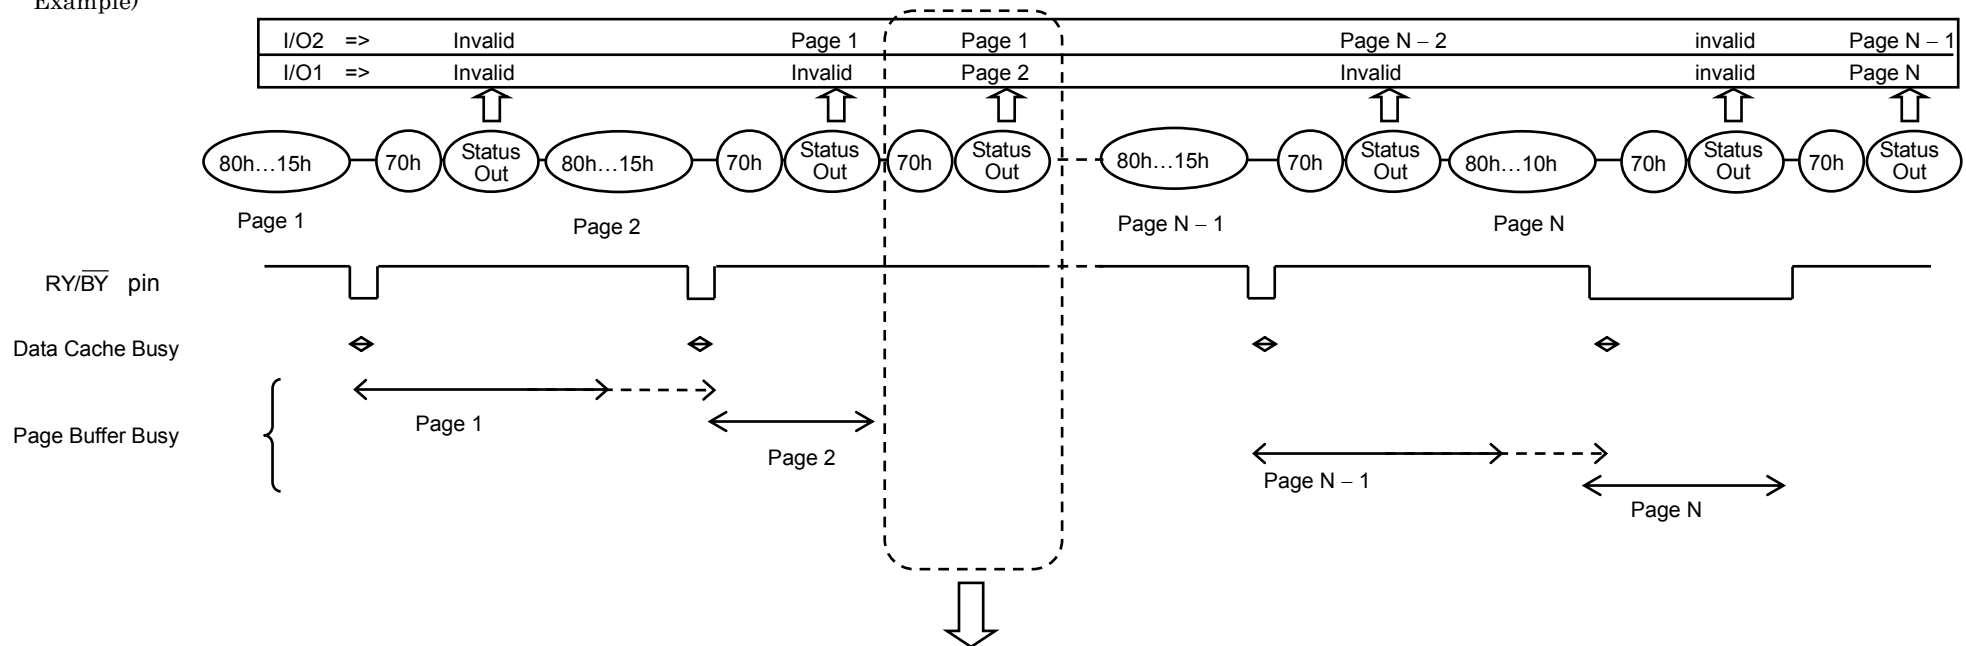 Example)
I/O2 => Invalid Page 1 Page 1 Page N – 2 invalid Page N – 1
I/O1 => Invalid Invalid Page 2 Invalid invalid Page N
80h…15h 70h Status Out 80h…15h 70h Status Out 70h Status Out 80h…15h 70h Status Out 80h…10h 70h Status Out 70h Status Out
Page 1 Page 2 Page N – 1 Page N
RY/BY pin
Data Cache Busy
Page 1
Page Buffer Busy
Page 2
Page N – 1
Page N